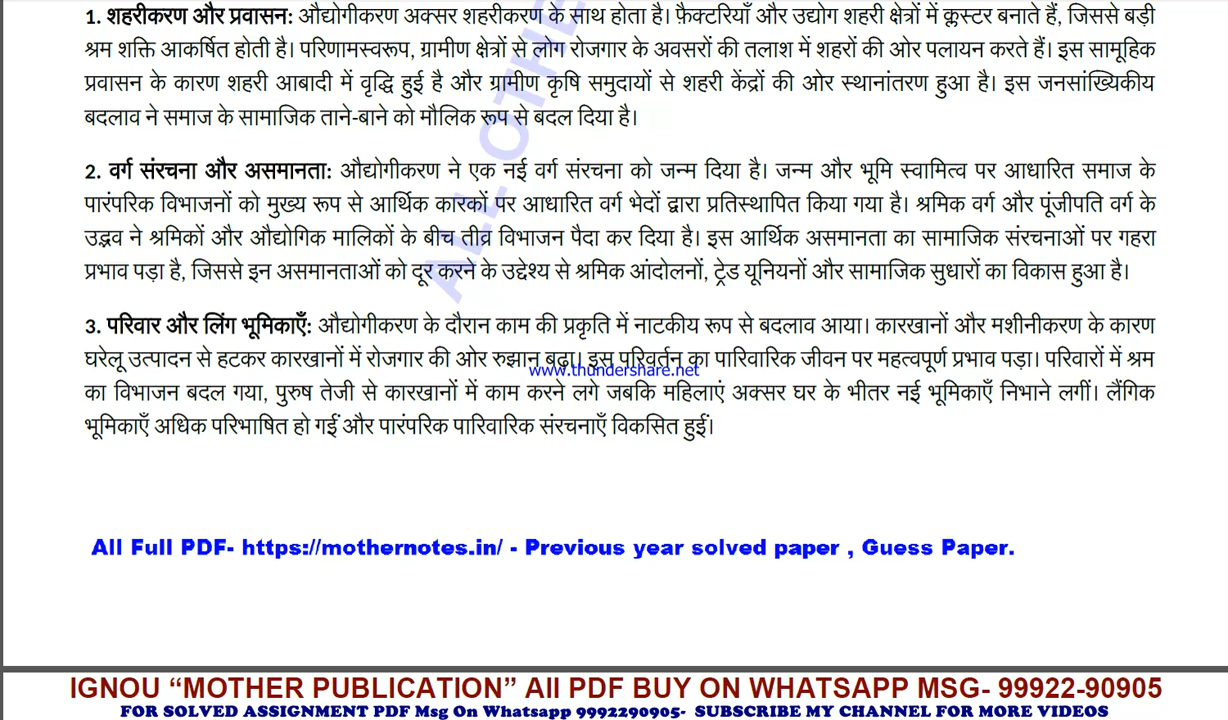 1. शहरीकरण और प्रवासन: औद्योगीकरण अक्सर शहरीकरण के साथ होता है। फ़ैक्टरियाँ और उद्योग शहरी क्षेत्रों में क्लस्टर बनाते हैं, जिससे बड़ी
श्रम शक्ति आकर्षित होती है। परिणामस्वरूप, ग्रामीण क्षेत्रों से लोग रोजगार के अवसरों की तलाश में शहरों की ओर पलायन करते हैं। इस सामूहिक
प्रवासन के कारण शहरी आबादी में वृद्धि हुई है और ग्रामीण कृषि समुदायों से शहरी केंद्रों की ओर स्थानांतरण हुआ है। इस जनसांख्यिकीय
बदलाव ने समाज के सामाजिक ताने-बाने को मौलिक रूप से बदल दिया है।
2. वर्ग संरचना और असमानता: औद्योगीकरण ने एक नई वर्ग संरचना को जन्म दिया है। जन्म और भूमि स्वामित्व पर आधारित समाज के
पारंपरिक विभाजनों को मुख्य रूप से आर्थिक कारकों पर आधारित वर्ग भेदों द्वारा प्रतिस्थापित किया गया है। श्रमिक वर्ग और पूंजीपति वर्ग के
उद्भव ने श्रमिकों और औद्योगिक मालिकों के बीच तीव्र विभाजन पैदा कर दिया है। इस आर्थिक असमानता का सामाजिक संरचनाओं पर गहरा
प्रभाव पड़ा है, जिससे इन असमानताओं को दूर करने के उद्देश्य से श्रमिक आंदोलनों, ट्रेड यूनियनों और सामाजिक सुधारों का विकास हुआ है।
3. परिवार और लिंग भूमिकाएँ: औद्योगीकरण के दौरान काम की प्रकृति में नाटकीय रूप से बदलाव आया। कारखानों और मशीनीकरण के कारण
घरेलू उत्पादन से हटकर कारखानों में रोजगार की ओर रुझान बढ़ा। इस परिवर्तन का पारिवारिक जीवन पर महत्वपूर्ण प्रभाव पड़ा। परिवारों में श्रम
www.thundershare.net
का विभाजन बदल गया, पुरुष तेजी से कारखानों में काम करने लगे जबकि महिलाएं अक्सर घर के भीतर नई भूमिकाएँ निभाने लगीं। लैंगिक
भूमिकाएँ अधिक परिभाषित हो गईं और पारंपरिक पारिवारिक संरचनाएँ विकसित हुईं।
ALL OTHE
All Full PDF- https://mothernotes.in/ - Previous year solved paper , Guess Paper.
IGNOU “MOTHER PUBLICATION” All PDF BUY ON WHATSAPP MSG- 99922-90905
FOR SOLVED ASSIGNMENT PDF Msg On Whatsapp 9992290905- SUBSCRIBE MY CHANNEL FOR MORE VIDEOS